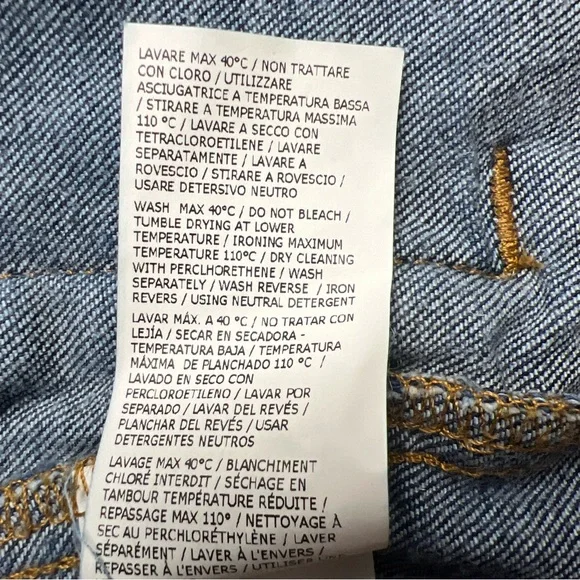 LAVARE MAX 40°C / NON TRATTARE
CON CLORO / UTILIZZARE
ASCIUGATRICE A TEMPERATURA BASSA
/ STIRARE A TEMPERATURA MASSIMA
110 °C / LAVARE A SECCO CON
TETRACLOROETILENE / LAVARE
SEPARATAMENTE / LAVARE A
ROVESCIO / STIRARE A ROVESCIO /
USARE DETERSIVO NEUTRO
WASH MAX 40°C / DO NOT BLEACH /
TUMBLE DRYING AT LOWER
TEMPERATURE / IRONING MAXIMUM
TEMPERATURE 110°C / DRY CLEANING
WITH PERCLHORETHENE / WASH
SEPARATELY / WASH REVERSE / IRON
REVERS / USING NEUTRAL DETERGENT
LAVAR MÁX. A 40 °C / NO TRATAR CON
LEJÍA / SECAR EN SECADORA -
TEMPERATURA BAJA / TEMPERATURA
MÁXIMA DE PLANCHADO 110 °C /
LAVADO EN SECO CON
PERCLOROETILENO / LAVAR POR
SEPARADO / LAVAR DEL REVÉS /
PLANCHAR DEL REVÉS / USAR
DETERGENTES NEUTROS
LAVAGE MAX 40°C / BLANCHIMENT
CHLORÉ INTERDIT / SÉCHAGE EN
TAMBOUR TEMPÉRATURE RÉDUITE /
REPASSAGE MAX 110° / NETTOYAGE À
SEC AU PERCHLORÉTHYLÈNE / LAVER
SÉPARÉMENT / LAVER À L'ENVERS /
REPASSER À L'ENVERS / UTILISER